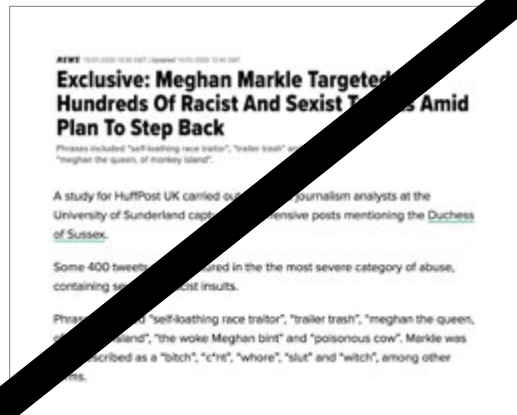 NEWS
Exclusive: Meghan Markle Targeted
Hundreds Of Racist And Sexist Amid
Plan To Step Back
Phrases included "self-loathing race traitor", "trailer trash"
"meghan the queen, of monkey island".
A study for HuffPost UK carried journalism analysts at the
University of Sunderland posts mentioning the Duchess
of Sussex.
Some 400 tweets in the the most severe category of abuse,
containing insults.
"self-loathing race traitor", "trailer trash", "meghan the queen,
"the woke Meghan bint" and "poisonous cow". Markle was
as a "bitch", "c*nt", "whore", "slut" and "witch", among other